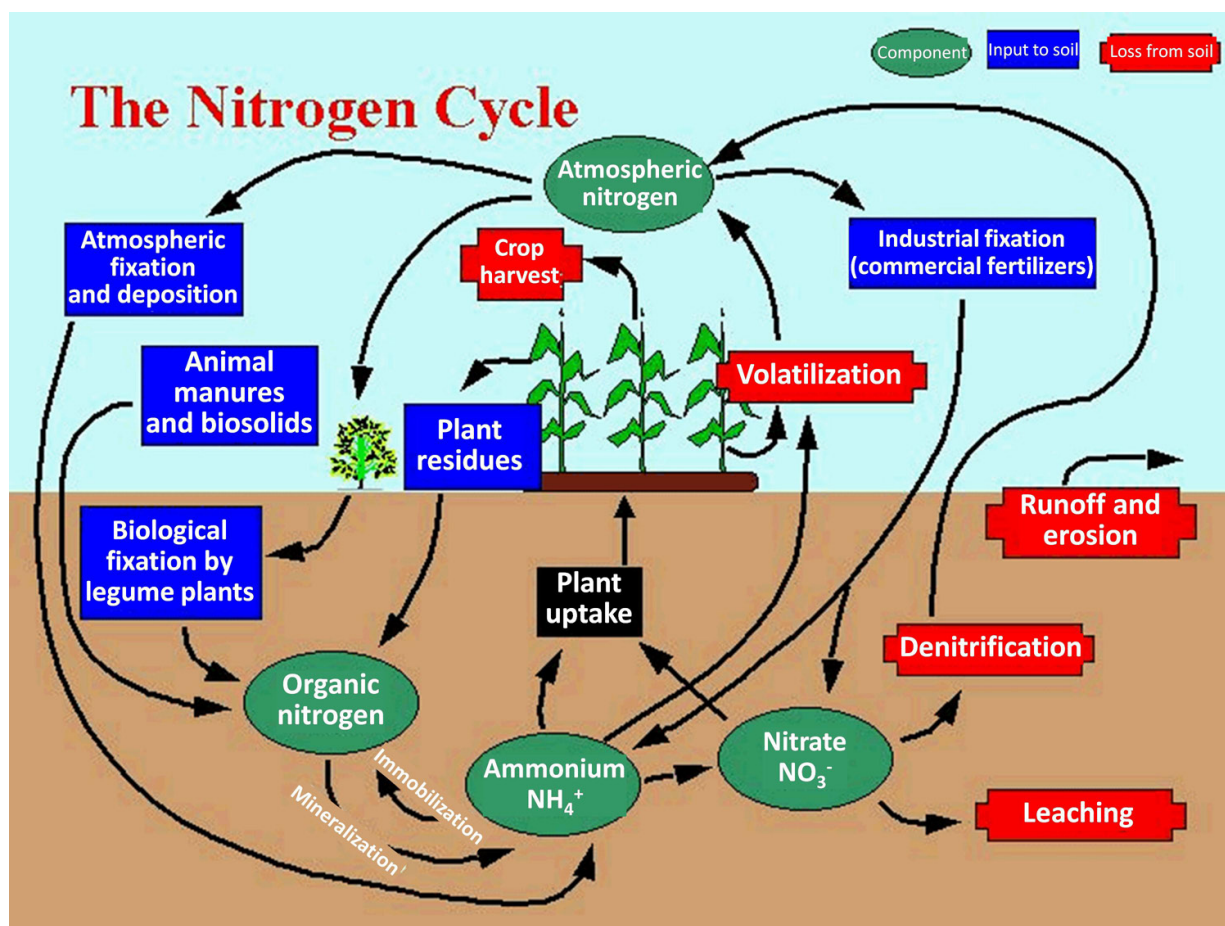 Component
Input to soil
Loss from soil
The Nitrogen Cycle
Atmospheric
nitrogen
Atmospheric
fixation
and deposition
Crop
harvest
Industrial fixation
(commercial fertilizers)
Animal
manures
and biosolids
Volatilization
Plant
residues
Runoff and
erosion
Biological
fixation by
legume plants
Plant
uptake
Denitrification
Organic
nitrogen
Ammonium
NH₄⁺
Nitrate
NO₃⁻
Immobilization
Mineralization
Leaching